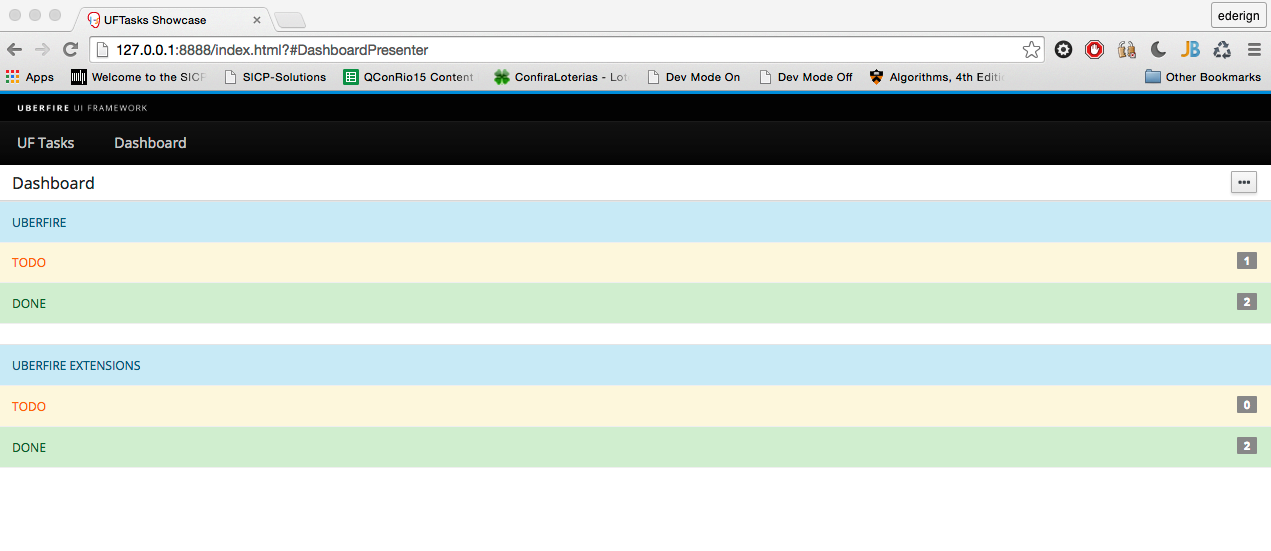 UFTasks Showcase
ederign
127.0.0.1:8888/index.html?#DashboardPresenter
Apps Welcome to the SICP SICP-Solutions QConRio15 Content ConfiraLoterias - Lot Dev Mode On Dev Mode Off Algorithms, 4th Editi Other Bookmarks
UBERFIRE UI FRAMEWORK
UF Tasks Dashboard
Dashboard
UBERFIRE
TODO 1
DONE 2
UBERFIRE EXTENSIONS
TODO 0
DONE 2